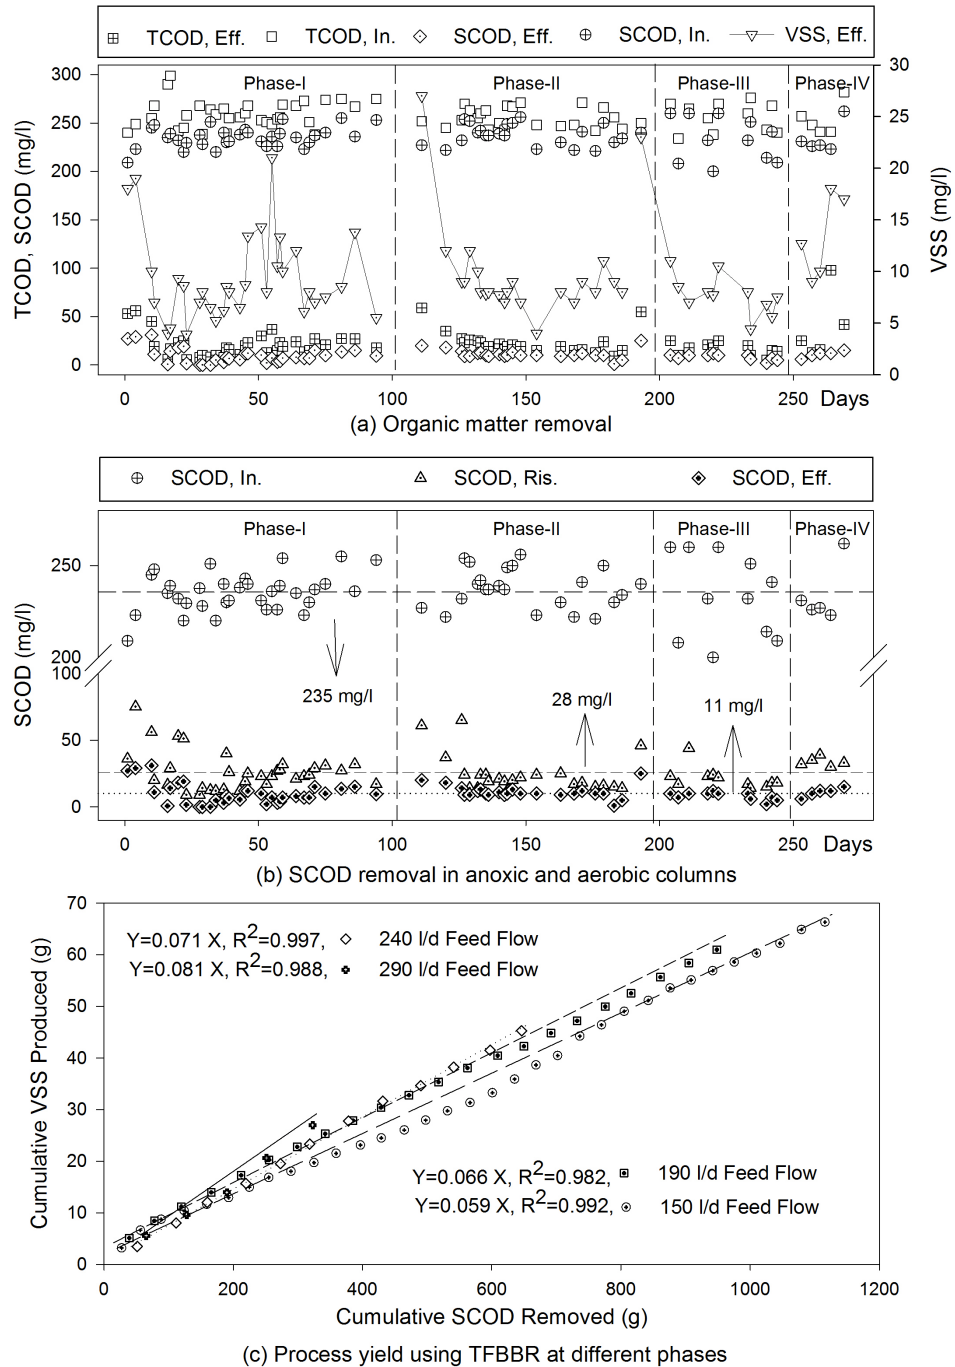 TCOD, Eff. TCOD, In. SCOD, Eff. SCOD, In. VSS, Eff.
300 Phase-I Phase-II Phase-III Phase-IV 30
250 25
200 20
150 15
100 10
50 5
0 0
TCOD, SCOD (mg/l)
VSS (mg/l)
0 50 100 150 200 250 Days
(a) Organic matter removal
SCOD, In. SCOD, Ris. SCOD, Eff.
Phase-I Phase-II Phase-III Phase-IV
250
200
100
50
0
SCOD (mg/l)
235 mg/l
28 mg/l
11 mg/l
0 50 100 150 200 250 Days
(b) SCOD removal in anoxic and aerobic columns
70
60
50
40
30
20
10
0
Cumulative VSS Produced (g)
Y=0.071 X, R²=0.997, 240 l/d Feed Flow
Y=0.081 X, R²=0.988, 290 l/d Feed Flow
Y=0.066 X, R²=0.982, 190 l/d Feed Flow
Y=0.059 X, R²=0.992, 150 l/d Feed Flow
0 200 400 600 800 1000 1200
Cumulative SCOD Removed (g)
(c) Process yield using TFBBR at different phases